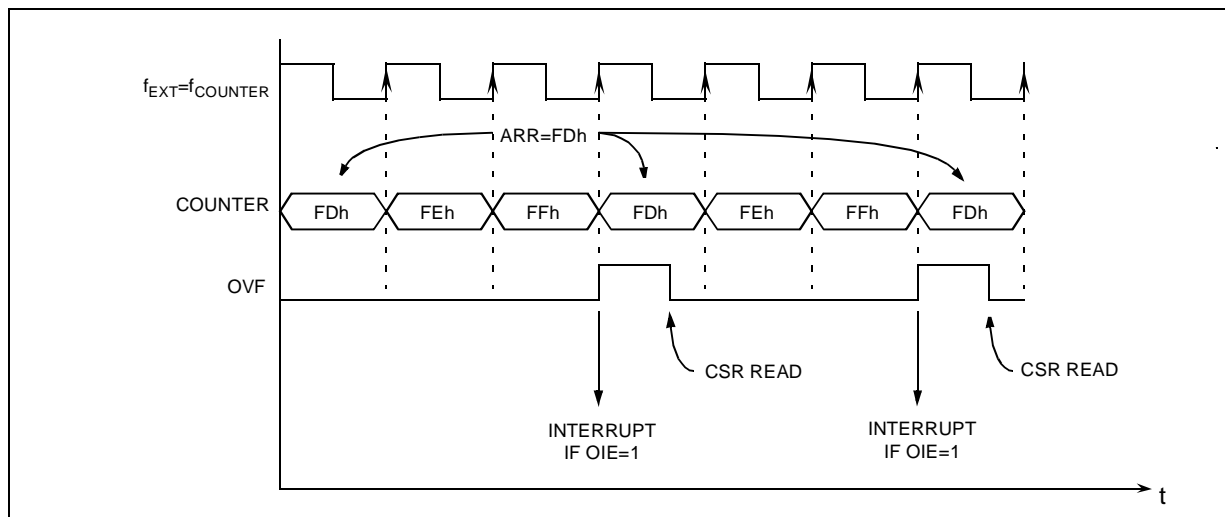 fEXT=fCOUNTER
ARR=FDh
COUNTER
FDh
FEh
FFh
FDh
FEh
FFh
FDh
OVF
CSR READ
CSR READ
INTERRUPT
IF OIE=1
INTERRUPT
IF OIE=1
t